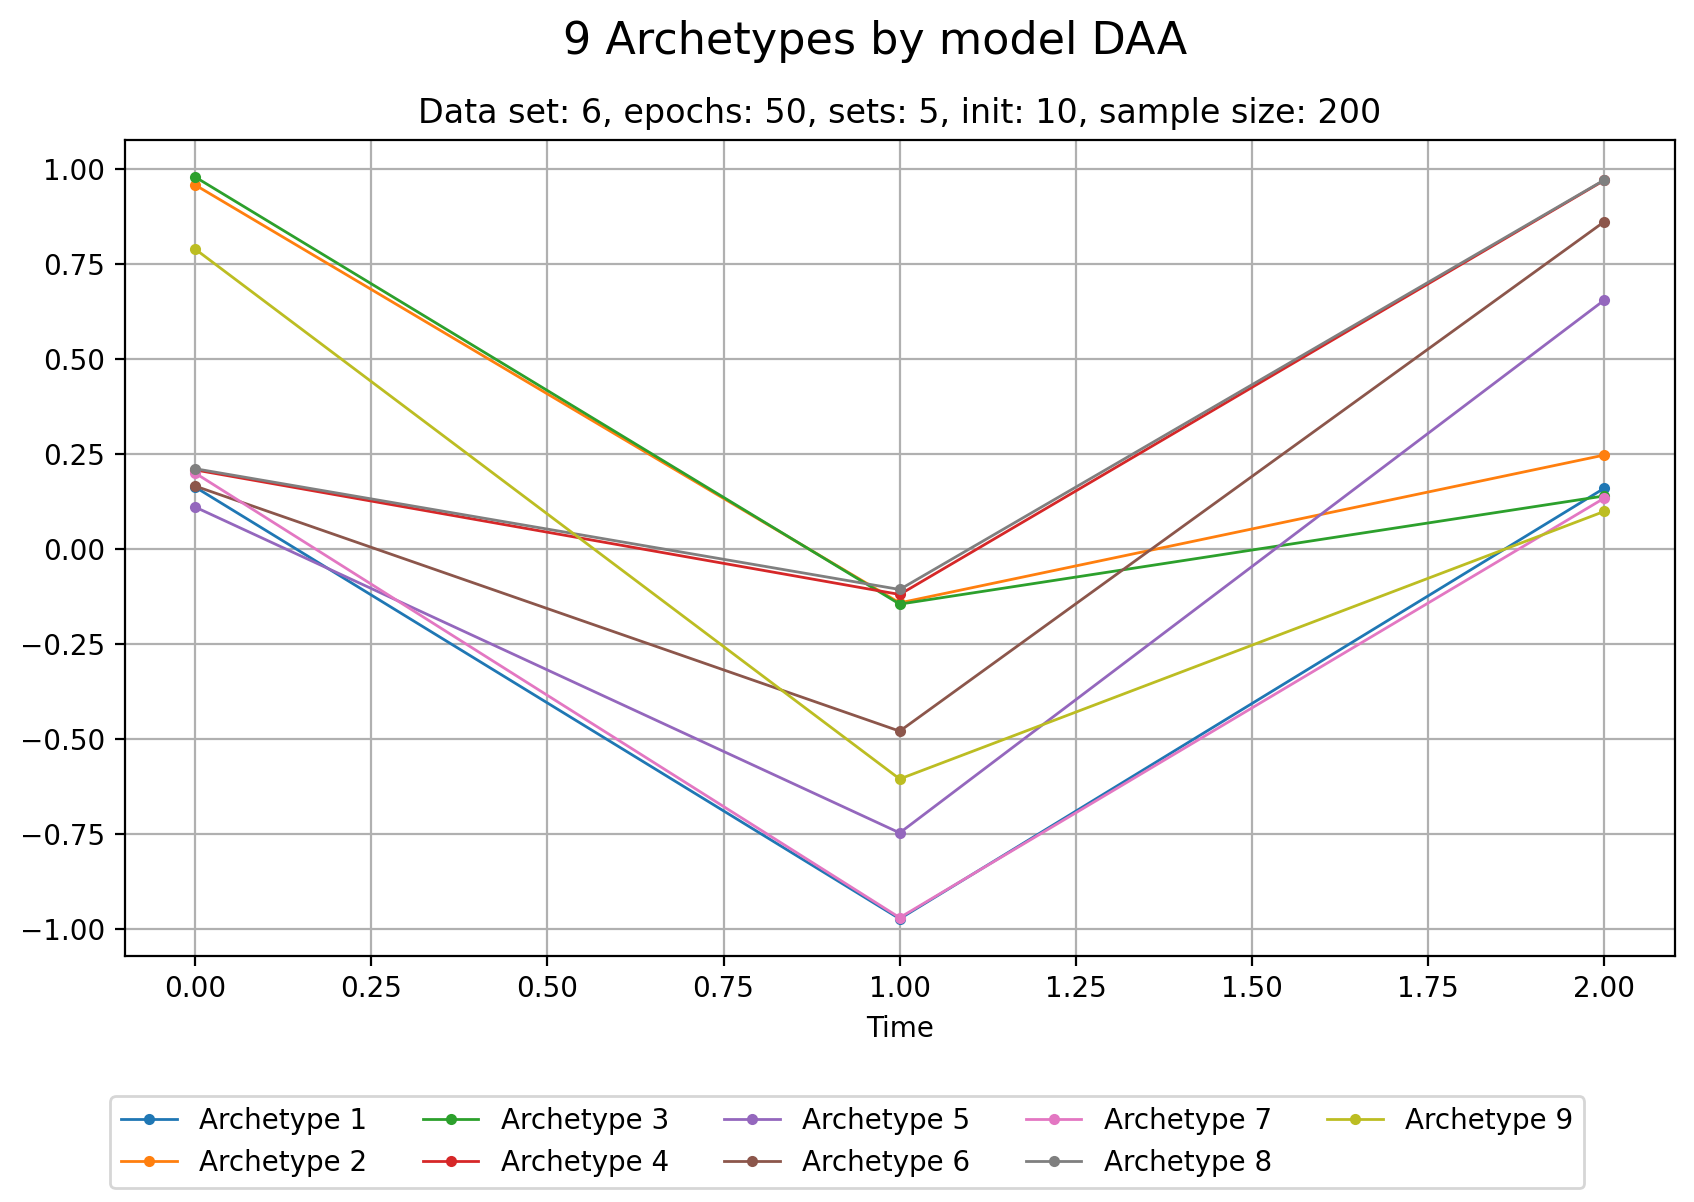 9 Archetypes by model DAA
Data set: 6, epochs: 50, sets: 5, init: 10, sample size: 200
1.00
0.75
0.50
0.25
0.00
−0.25
−0.50
−0.75
−1.00
0.00 0.25 0.50 0.75 1.00 1.25 1.50 1.75 2.00
Time
Archetype 1 Archetype 3 Archetype 5 Archetype 7 Archetype 9
Archetype 2 Archetype 4 Archetype 6 Archetype 8